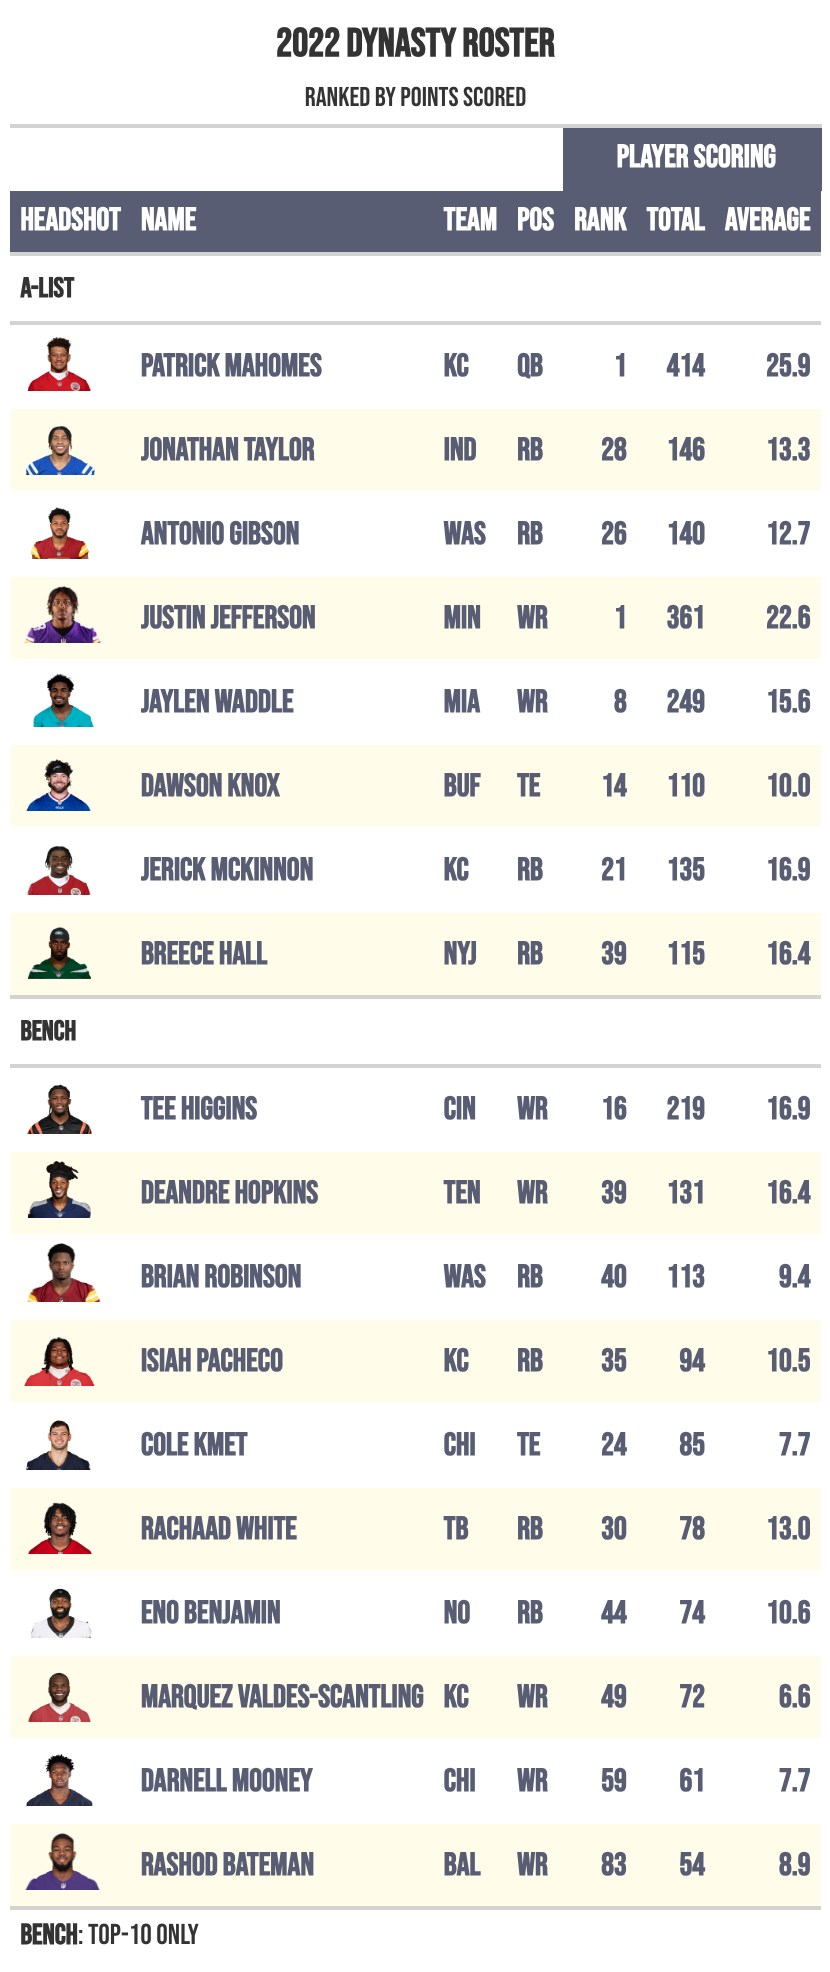 2022 DYNASTY ROSTER
RANKED BY POINTS SCORED
PLAYER SCORING
HEADSHOT NAME TEAM POS RANK TOTAL AVERAGE
A-LIST
PATRICK MAHOMES KC QB 1 414 25.9
JONATHAN TAYLOR IND RB 28 146 13.3
ANTONIO GIBSON WAS RB 26 140 12.7
JUSTIN JEFFERSON MIN WR 1 361 22.6
JAYLEN WADDLE MIA WR 8 249 15.6
DAWSON KNOX BUF TE 14 110 10.0
JERICK MCKINNON KC RB 21 135 16.9
BREECE HALL NYJ RB 39 115 16.4
BENCH
TEE HIGGINS CIN WR 16 219 16.9
DEANDRE HOPKINS TEN WR 39 131 16.4
BRIAN ROBINSON WAS RB 40 113 9.4
ISIAH PACHECO KC RB 35 94 10.5
COLE KMET CHI TE 24 85 7.7
RACHAAD WHITE TB RB 30 78 13.0
ENO BENJAMIN NO RB 44 74 10.6
MARQUEZ VALDES-SCANTLING KC WR 49 72 6.6
DARNELL MOONEY CHI WR 59 61 7.7
RASHOD BATEMAN BAL WR 83 54 8.9
BENCH: TOP-10 ONLY